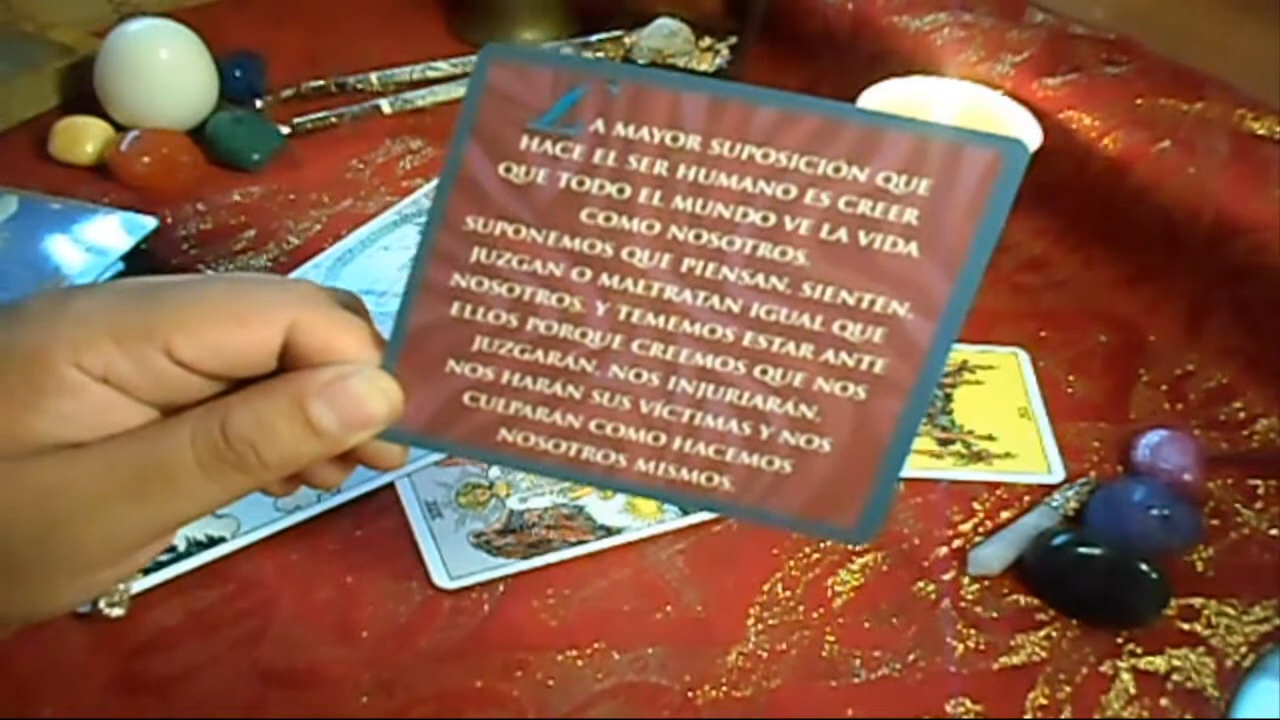 LA MAYOR SUPOSICIÓN QUE
HACE EL SER HUMANO ES CREER
QUE TODO EL MUNDO VE LA VIDA
COMO NOSOTROS.
SUPONEMOS QUE PIENSAN, SIENTEN,
JUZGAN O MALTRATAN IGUAL QUE
NOSOTROS, Y TEMEMOS ESTAR ANTE
ELLOS PORQUE CREEMOS QUE NOS
JUZGARÁN, NOS INJURIARÁN,
NOS HARÁN SUS VÍCTIMAS Y NOS
CULPARÁN COMO HACEMOS
NOSOTROS MISMOS.